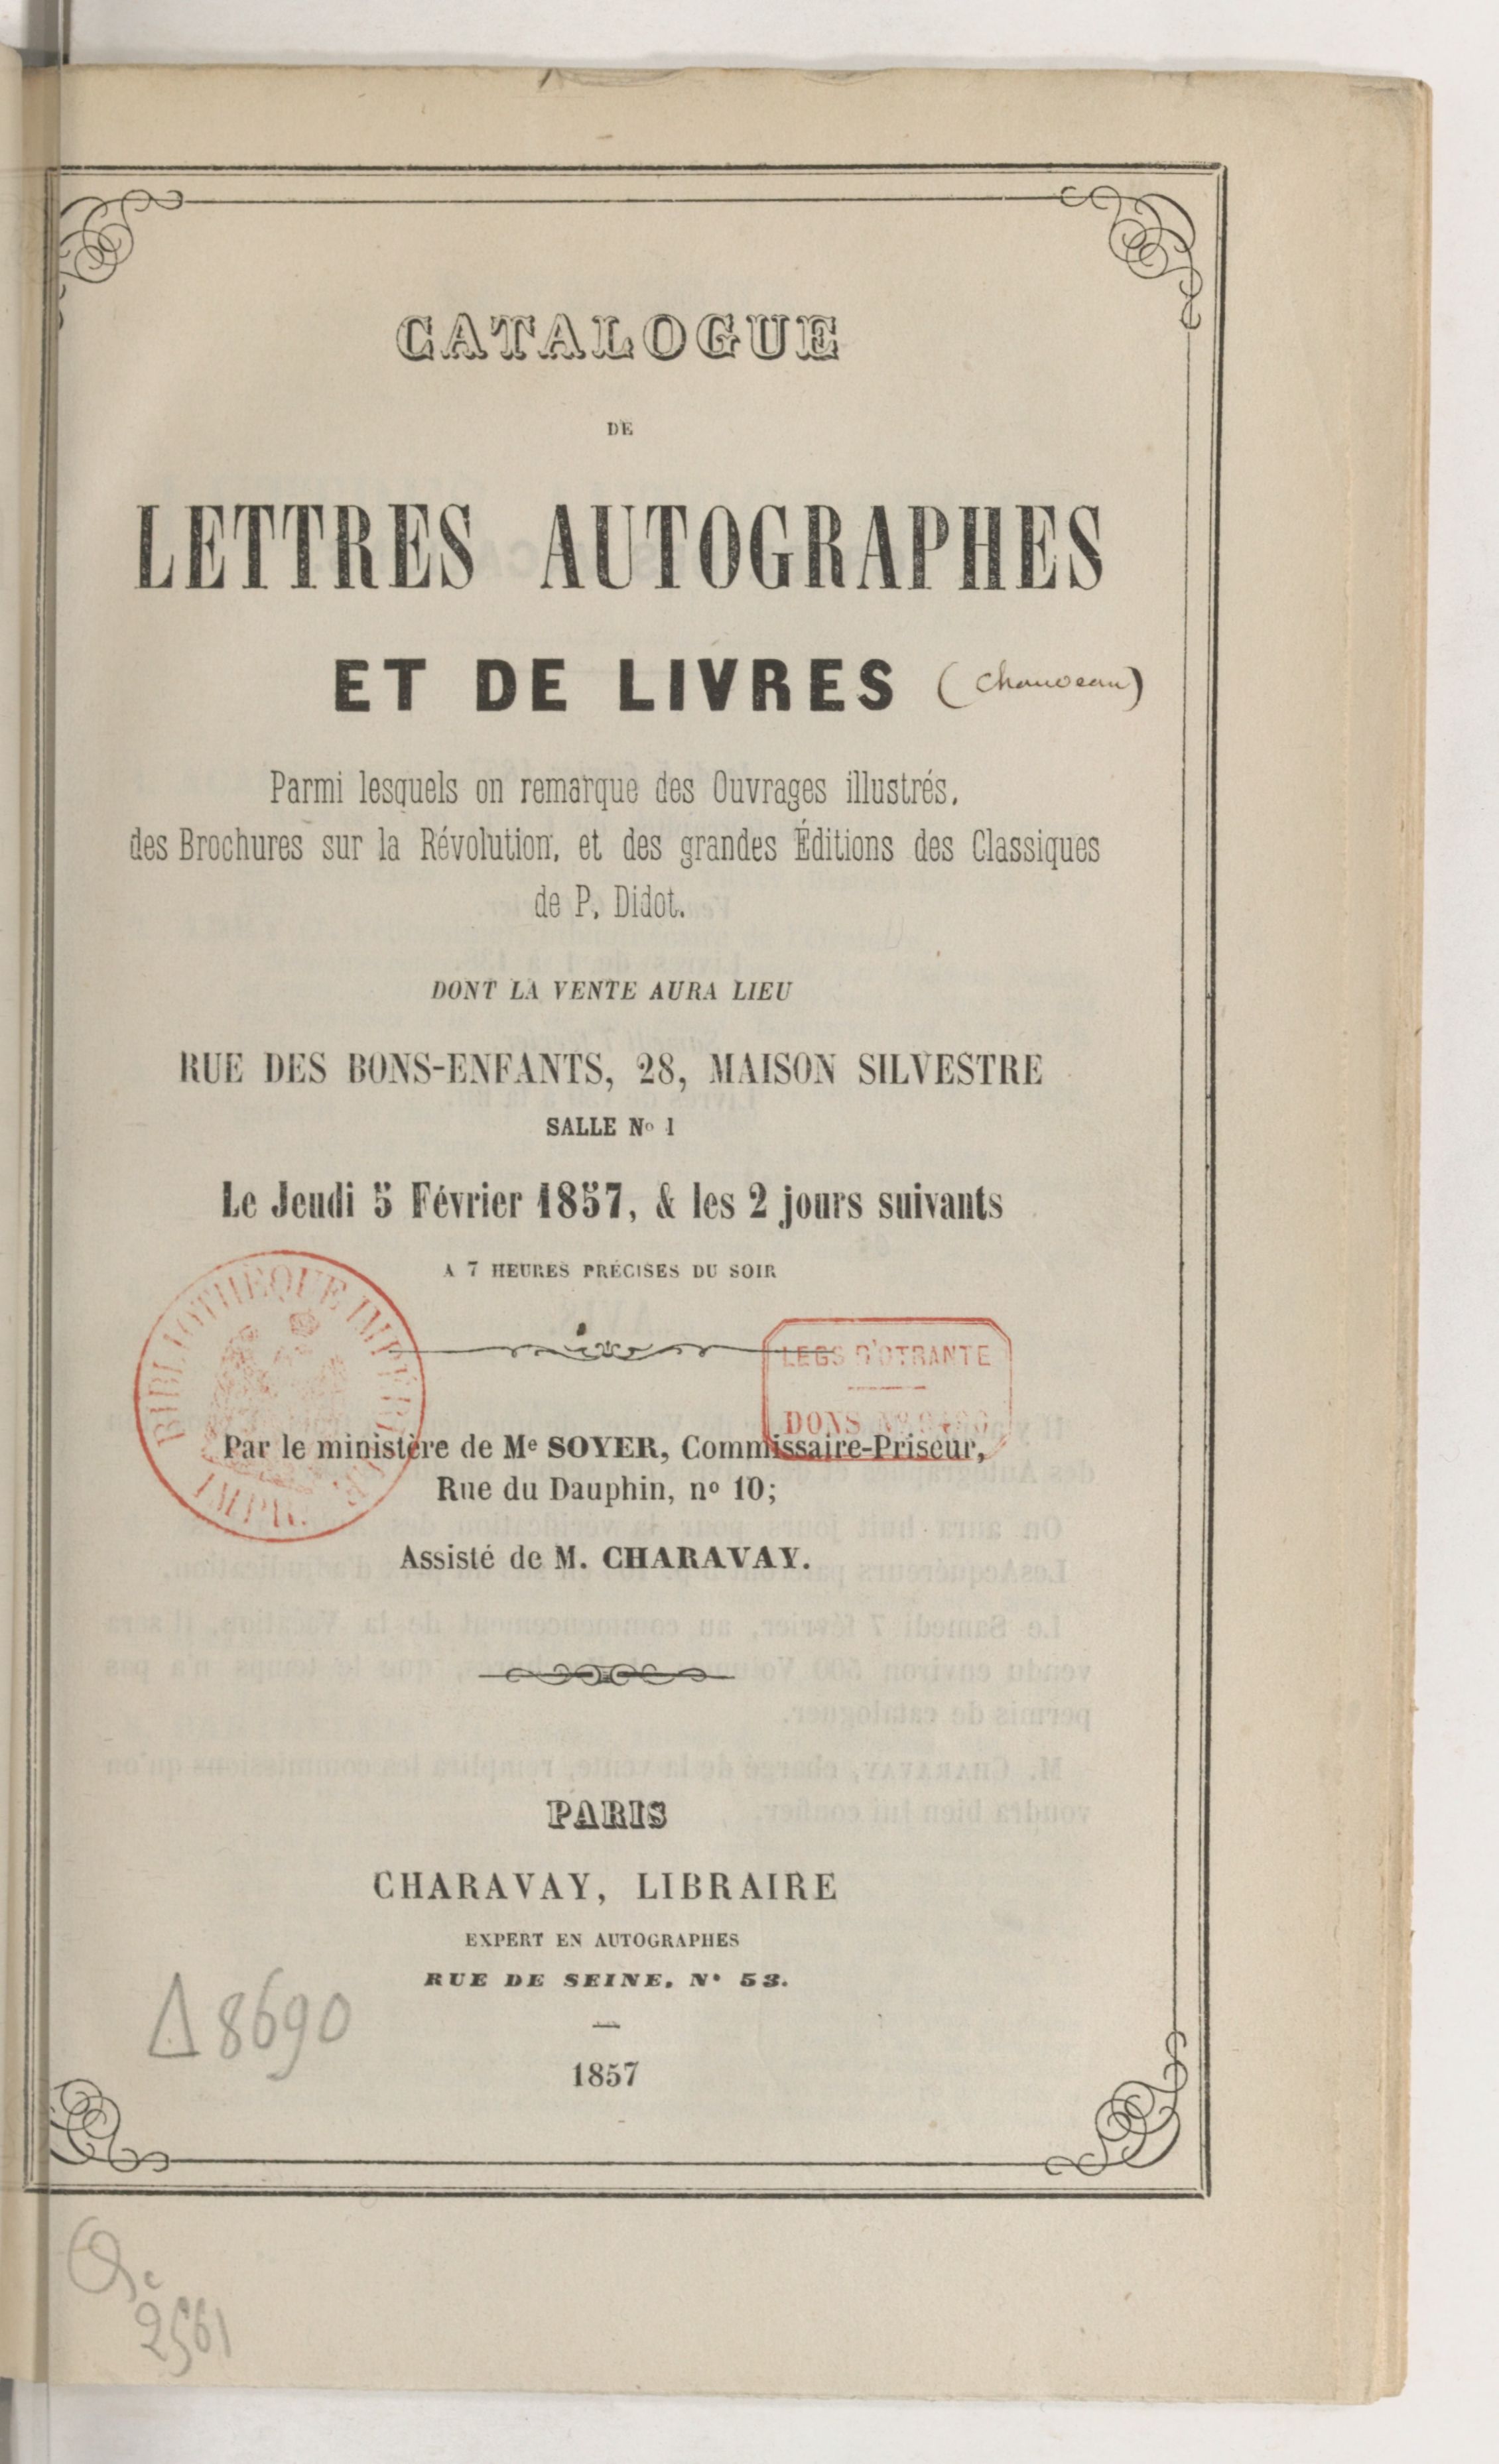 CATALOGUE
DE
LETTRES AUTOGRAPHES
ET DE LIVRES (Chauveau)
Parmi lesquels on remarque des Ouvrages illustrés,
des Brochures sur la Révolution, et des grandes Éditions des Classiques
de P. Didot.
DONT LA VENTE AURA LIEU
RUE DES BONS-ENFANTS, 28, MAISON SILVESTRE
SALLE No 1
Le Jeudi 5 Février 1857, & les 2 jours suivants
A 7 HEURES PRÉCISES DU SOIR
BIBLIOTHEQUE IMPERIALE
IMPR.
LEGS D'OTRANTE
DONS
Par le ministère de Me SOYER, Commissaire-Priseur,
Rue du Dauphin, no 10;
Assisté de M. CHARAVAY.
PARIS
CHARAVAY, LIBRAIRE
EXPERT EN AUTOGRAPHES
RUE DE SEINE, N° 53.
1857
Δ 8690
2561